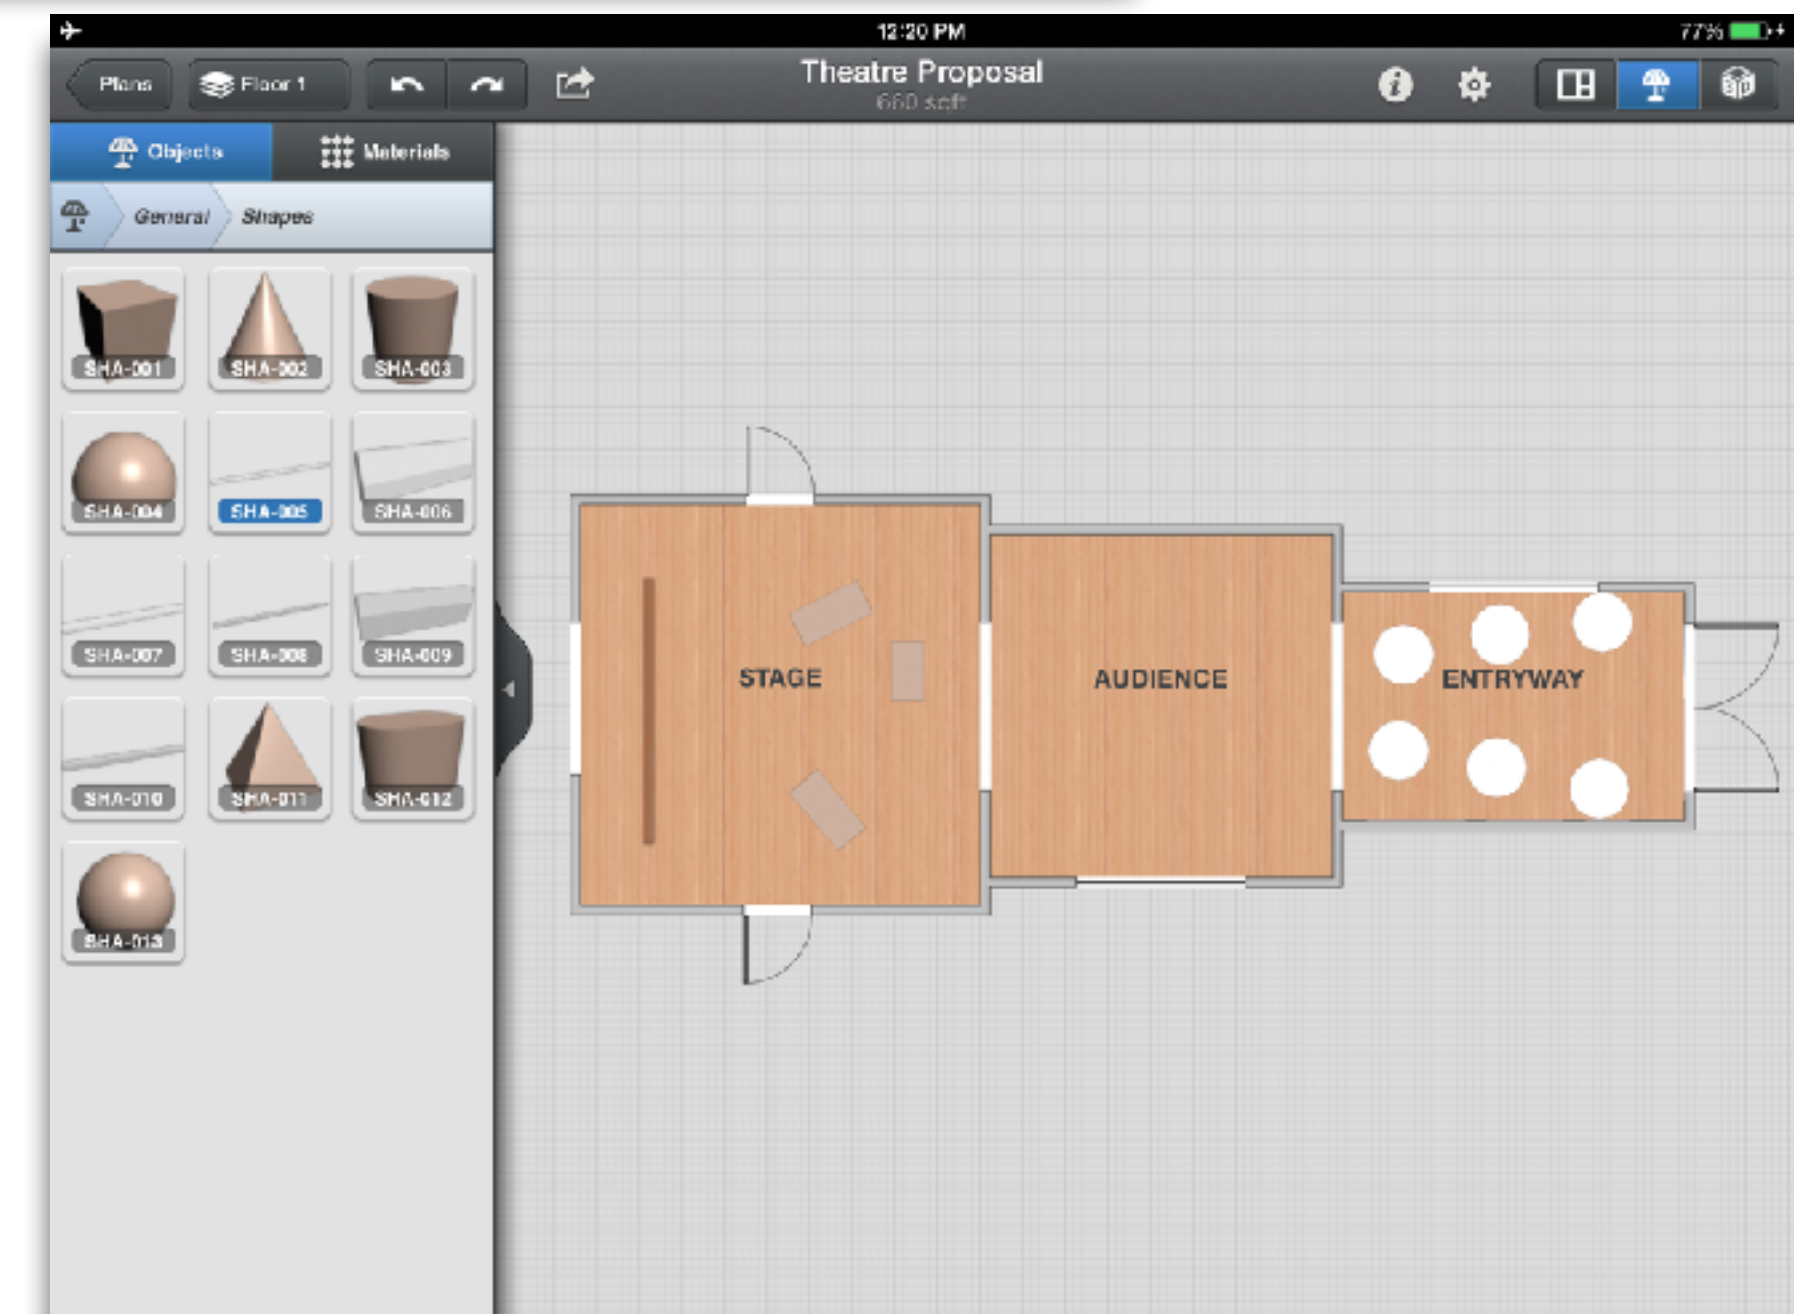 12:20 PM
77%
Plans
Floor 1
Theatre Proposal
660 sqft
Objects
Materials
General
Shapes
SHA-001
SHA-002
SHA-003
SHA-004
SHA-005
SHA-006
SHA-007
SHA-008
SHA-009
SHA-010
SHA-011
SHA-012
SHA-013
STAGE
AUDIENCE
ENTRYWAY